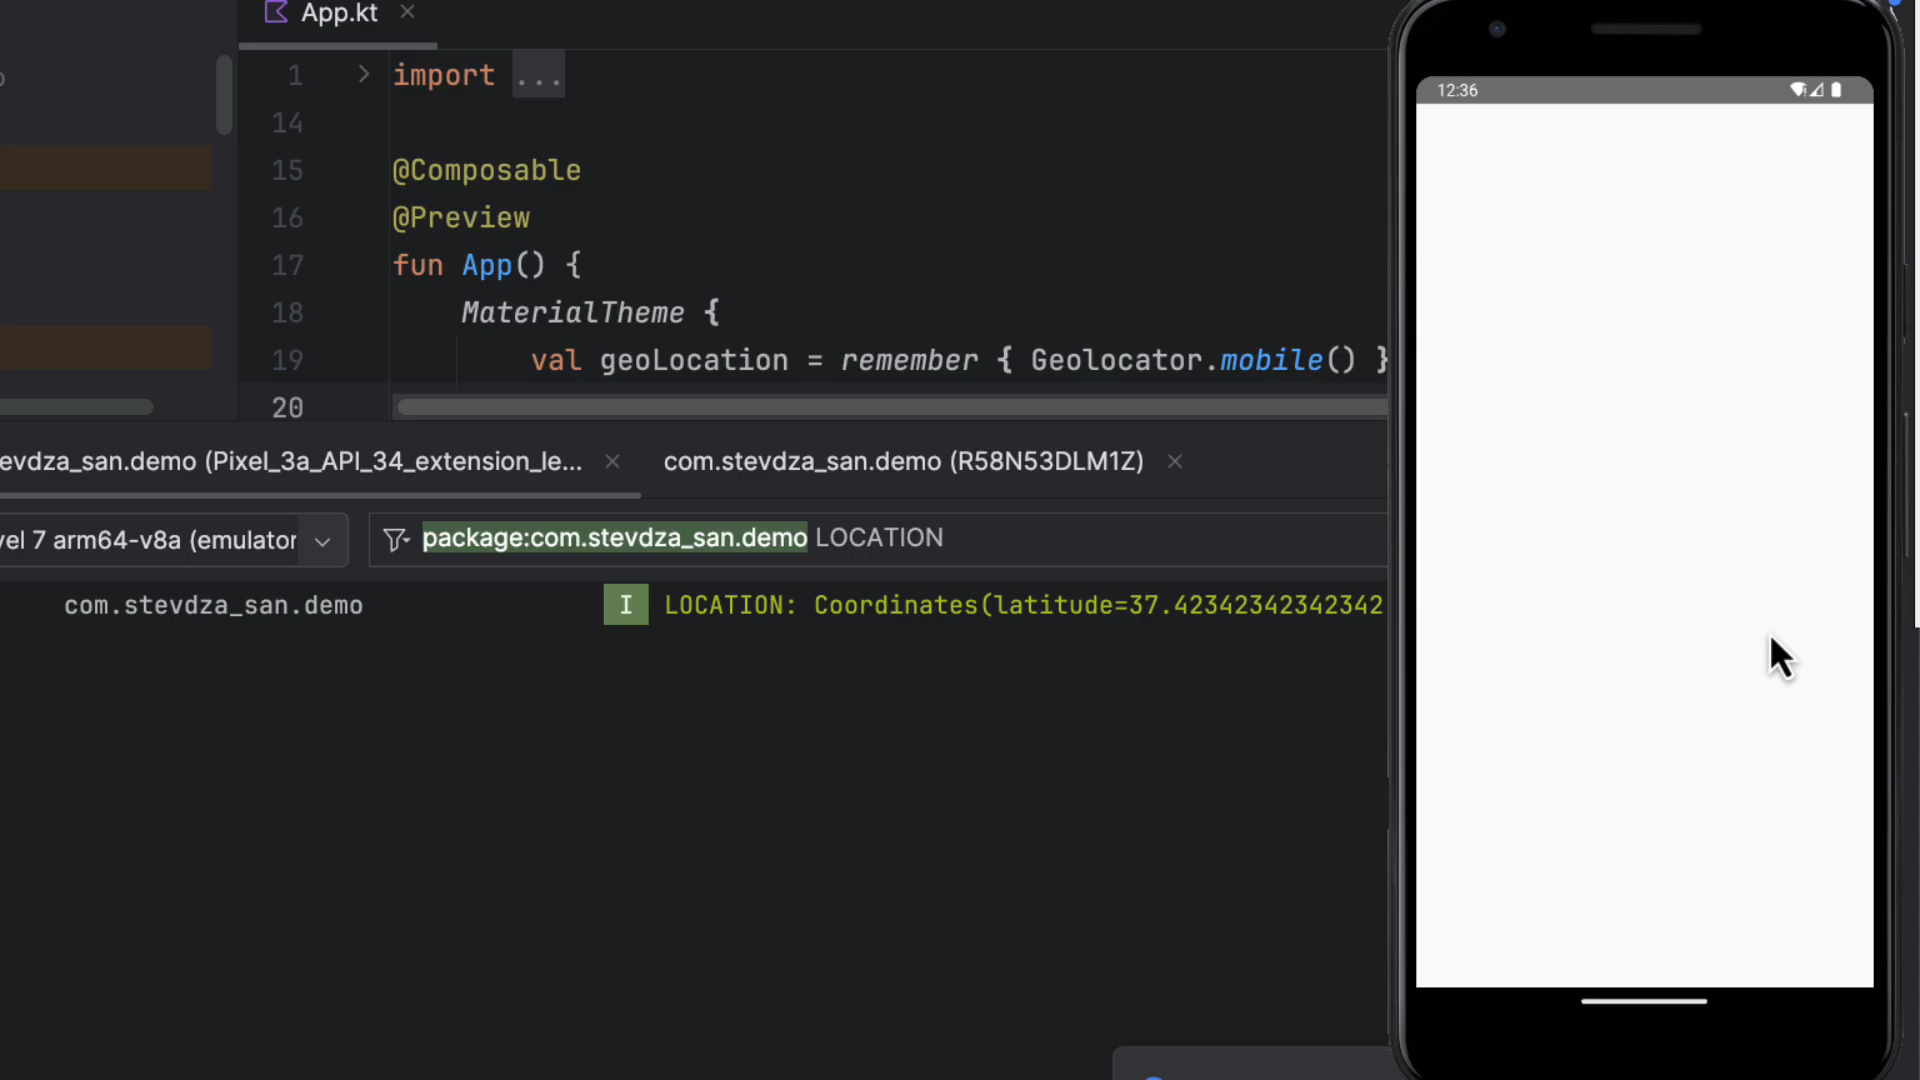 App.kt
1 import ...
14
15 @Composable
16 @Preview
17 fun App() {
18 MaterialTheme {
19 val geoLocation = remember { Geolocator.mobile() }
20
evdza_san.demo (Pixel_3a_API_34_extension_le... com.stevdza_san.demo (R58N53DLM1Z)
vel 7 arm64-v8a (emulator package:com.stevdza_san.demo LOCATION
com.stevdza_san.demo I LOCATION: Coordinates(latitude=37.42342342342342
12:36